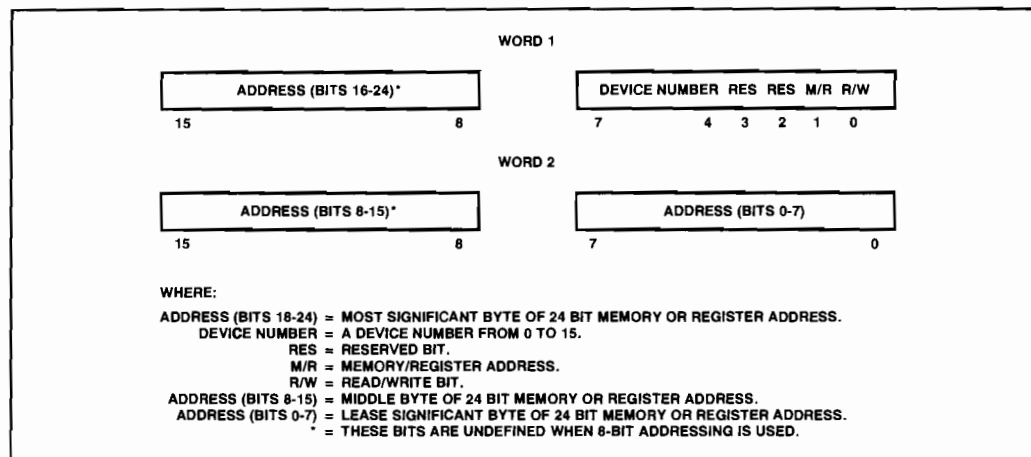 WORD 1
ADDRESS (BITS 16-24)*
DEVICE NUMBER RES RES M/R R/W
15 8 7 4 3 2 1 0
WORD 2
ADDRESS (BITS 8-15)*
ADDRESS (BITS 0-7)
15 8 7 0
WHERE:
ADDRESS (BITS 16-24) = MOST SIGNIFICANT BYTE OF 24 BIT MEMORY OR REGISTER ADDRESS.
DEVICE NUMBER = A DEVICE NUMBER FROM 0 TO 15.
RES = RESERVED BIT.
M/R = MEMORY/REGISTER ADDRESS.
R/W = READ/WRITE BIT.
ADDRESS (BITS 8-15) = MIDDLE BYTE OF 24 BIT MEMORY OR REGISTER ADDRESS.
ADDRESS (BITS 0-7) = LEASE SIGNIFICANT BYTE OF 24 BIT MEMORY OR REGISTER ADDRESS.
* = THESE BITS ARE UNDEFINED WHEN 8-BIT ADDRESSING IS USED.